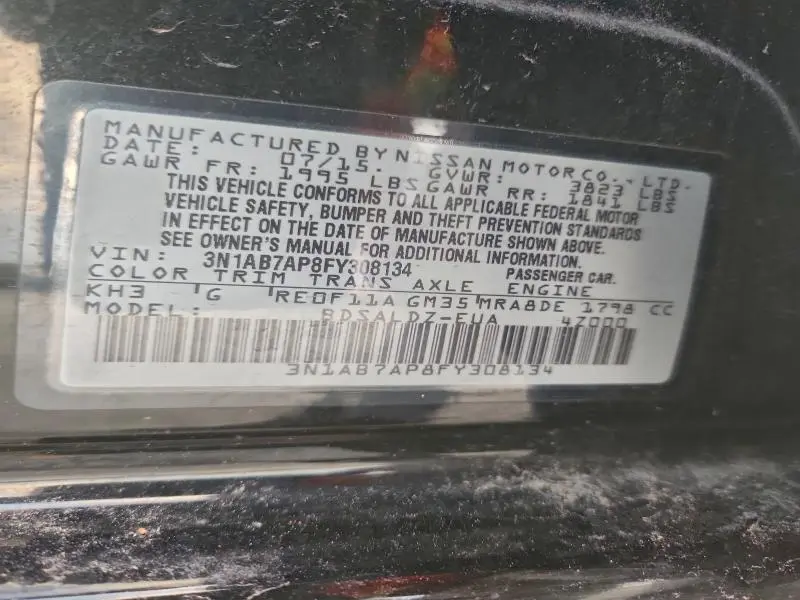 MANUFACTURED BY NISSAN MOTOR CO., LTD.
DATE: 07/15. GVWR: 3823 LBS
GAWR FR: 1995 LBS GAWR RR: 1841 LBS
THIS VEHICLE CONFORMS TO ALL APPLICABLE FEDERAL MOTOR
VEHICLE SAFETY, BUMPER AND THEFT PREVENTION STANDARDS
IN EFFECT ON THE DATE OF MANUFACTURE SHOWN ABOVE.
SEE OWNER'S MANUAL FOR ADDITIONAL INFORMATION.
VIN: 3N1AB7AP8FY308134 PASSENGER CAR.
COLOR TRIM TRANS AXLE ENGINE
KH3 G RE0F11A GM35 MRA8DE 1798 CC
MODEL: BDSALDZ-EUA 4Z000
3N1AB7AP8FY308134